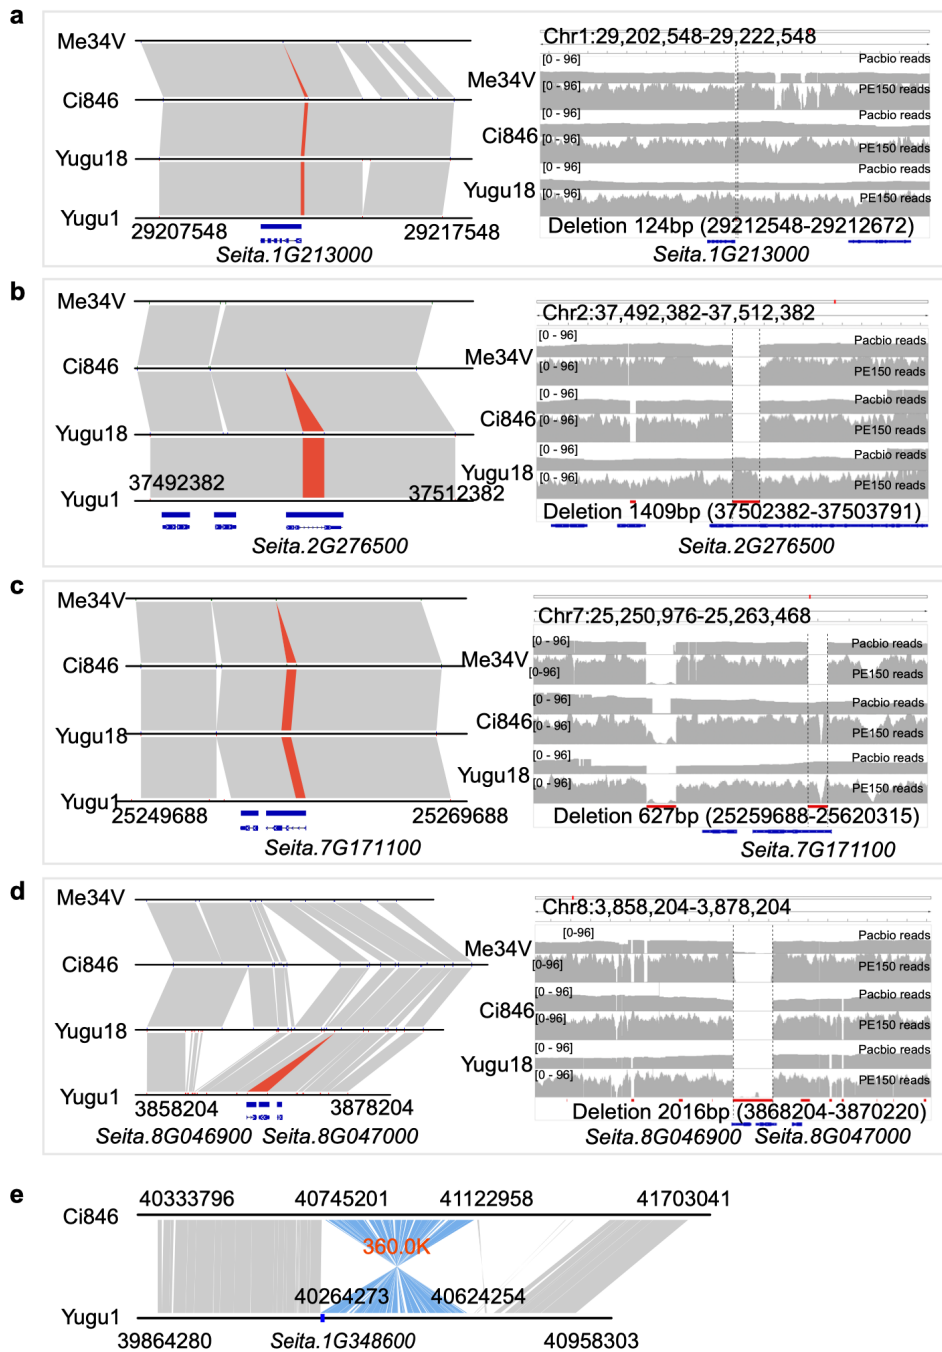 a
Me34V
Ci846
Yugu18
Yugu1
29207548
29217548
Seita.1G213000
Chr1:29,202,548-29,222,548
Me34V
[0 - 96]
Pacbio reads
[0 - 96]
PE150 reads
Ci846
[0 - 96]
Pacbio reads
[0 - 96]
PE150 reads
Yugu18
[0 - 96]
Pacbio reads
[0 - 96]
PE150 reads
Deletion 124bp (29212548-29212672)
Seita.1G213000
b
Me34V
Ci846
Yugu18
Yugu1
37492382
37512382
Seita.2G276500
Chr2:37,492,382-37,512,382
Me34V
[0 - 96]
Pacbio reads
[0 - 96]
PE150 reads
Ci846
[0 - 96]
Pacbio reads
[0 - 96]
PE150 reads
Yugu18
[0 - 96]
Pacbio reads
[0 - 96]
PE150 reads
Deletion 1409bp (37502382-37503791)
Seita.2G276500
c
Me34V
Ci846
Yugu18
Yugu1
25249688
25269688
Seita.7G171100
Chr7:25,250,976-25,263,468
Me34V
[0 - 96]
Pacbio reads
[0-96]
PE150 reads
Ci846
[0 - 96]
Pacbio reads
[0 - 96]
PE150 reads
Yugu18
[0 - 96]
Pacbio reads
[0 - 96]
PE150 reads
Deletion 627bp (25259688-25620315)
Seita.7G171100
d
Me34V
Ci846
Yugu18
Yugu1
3858204
3878204
Seita.8G046900
Seita.8G047000
Chr8:3,858,204-3,878,204
Me34V
[0-96]
Pacbio reads
[0-96]
PE150 reads
Ci846
[0 - 96]
Pacbio reads
[0-96]
PE150 reads
Yugu18
[0 - 96]
Pacbio reads
[0 - 96]
PE150 reads
Deletion 2016bp (3868204-3870220)
Seita.8G046900
Seita.8G047000
e
40333796
40745201
41122958
41703041
Ci846
360.0K
40264273
40624254
Yugu1
39864280
Seita.1G348600
40958303